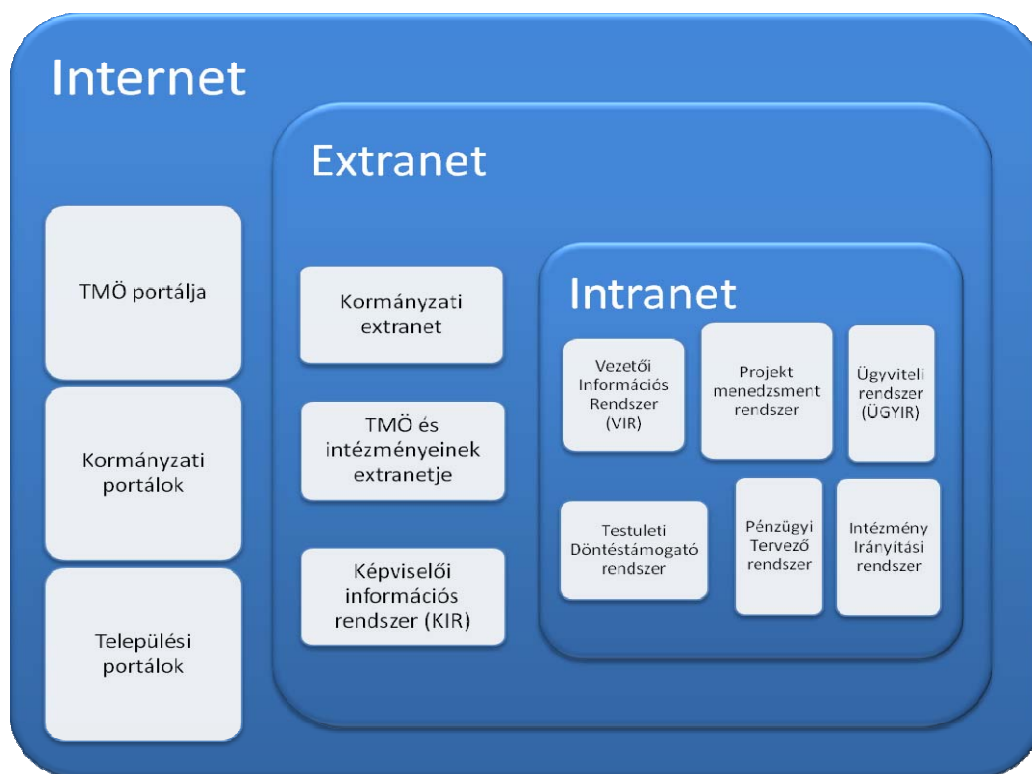 Internet
TMÖ portálja
Kormányzati
portálok
Települési
portálok
Extranet
Kormányzati
extranet
TMÖ és
intézményeinek
extranetje
Képviselői
információs
rendszer (KIR)
Intranet
Vezetői
Információs
Rendszer
(VIR)
Projekt
menedzsment
rendszer
Ügyviteli
rendszer
(ÜGYIR)
Testuleti
Döntéstámogató
rendszer
Pénzügyi
Tervező
rendszer
Intézmény
Irányítási
rendszer